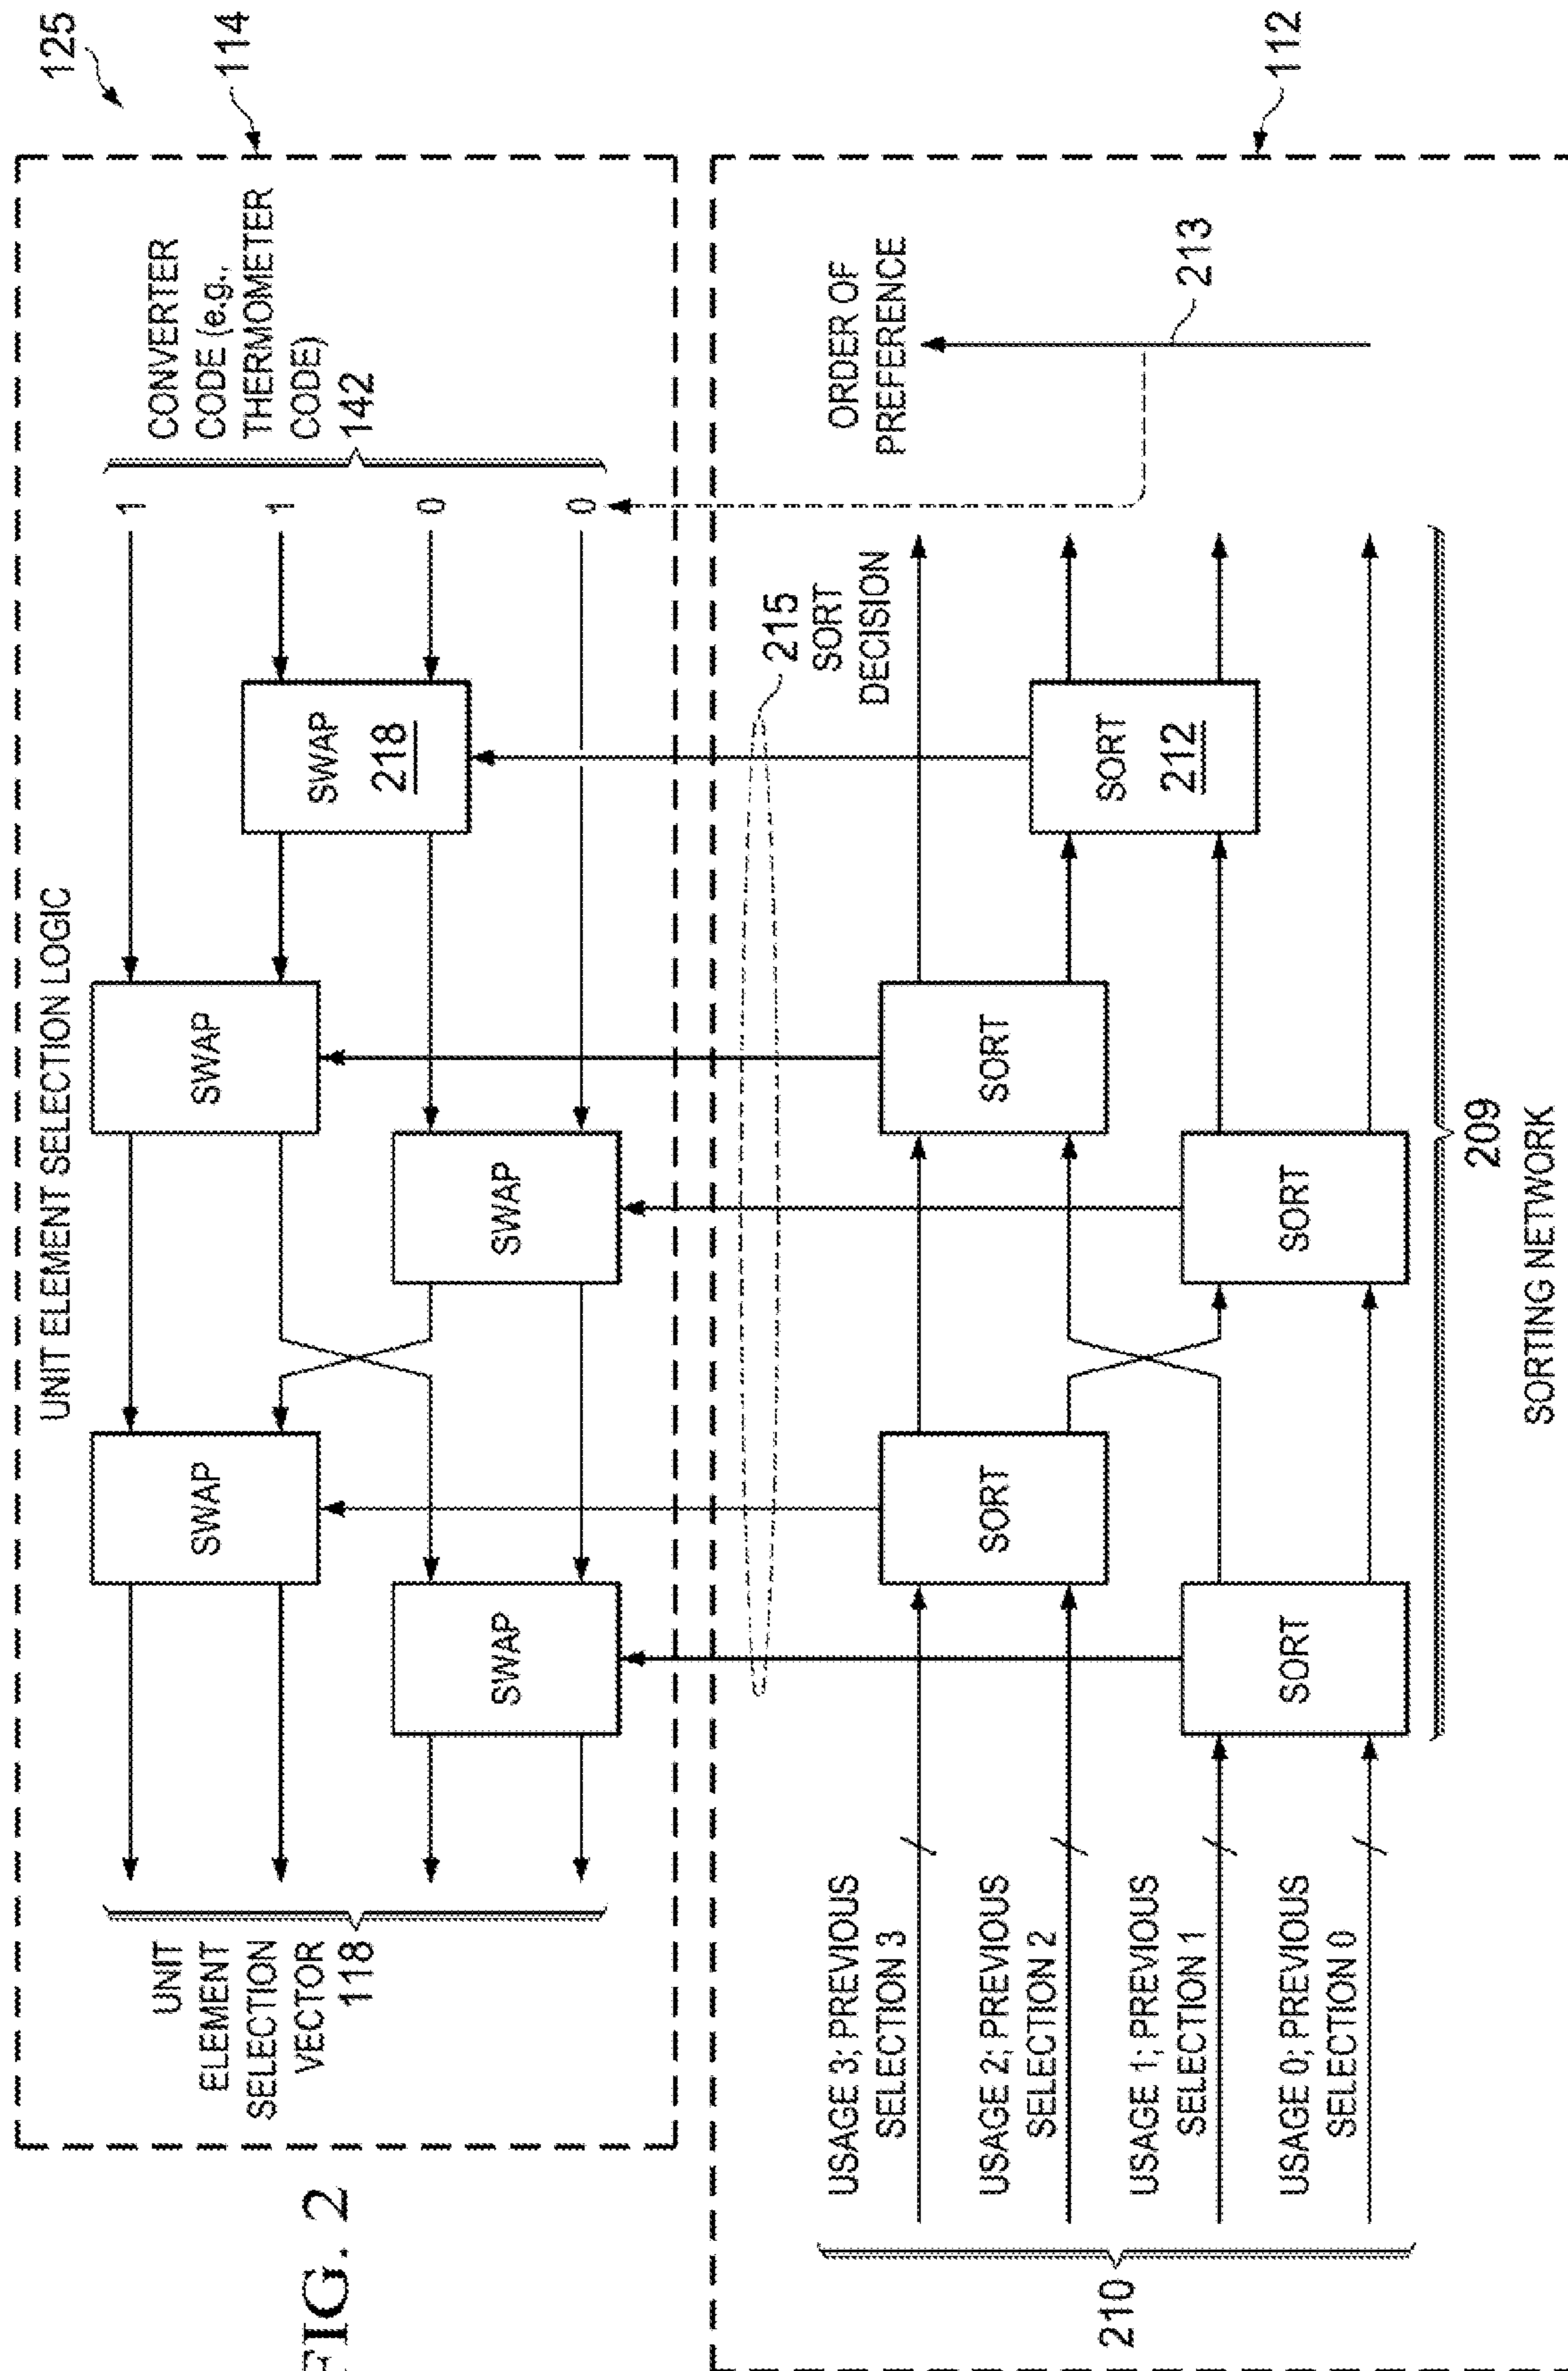 FIG. 2
125
UNIT ELEMENT SELECTION LOGIC
114
UNIT
ELEMENT
SELECTION
VECTOR
118
SWAP
SWAP
SWAP
SWAP
SWAP
218
1
1
0
0
CONVERTER
CODE (e.g.,
THERMOMETER
CODE)
142
215
SORT
DECISION
ORDER OF
PREFERENCE
213
112
210
USAGE 3; PREVIOUS
SELECTION 3
USAGE 2; PREVIOUS
SELECTION 2
USAGE 1; PREVIOUS
SELECTION 1
USAGE 0; PREVIOUS
SELECTION 0
SORT
SORT
SORT
SORT
SORT
212
209
SORTING NETWORK